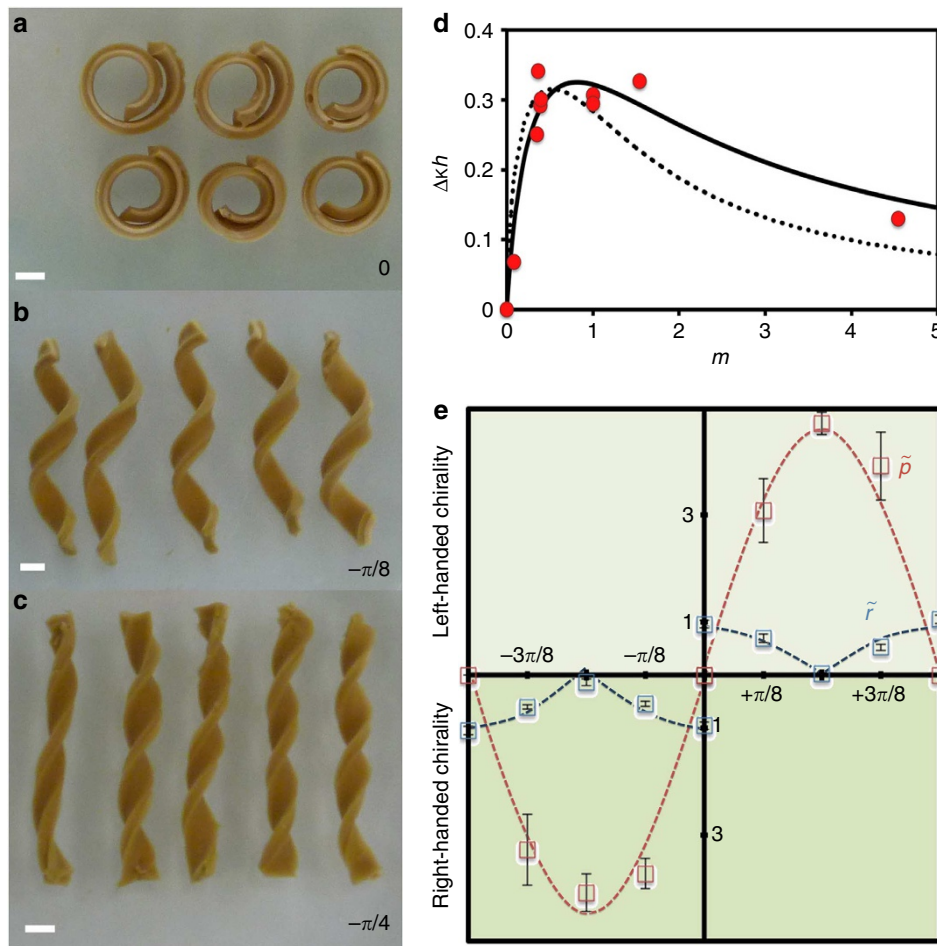 a
0
b
−π/8
c
−π/4
d
0.4
0.3
0.2
0.1
0
Δκh
0 1 2 3 4 5
m
e
Left-handed chirality
Right-handed chirality
3
p̃
1
r̃
−3π/8 −π/8
+π/8 +3π/8
1
3